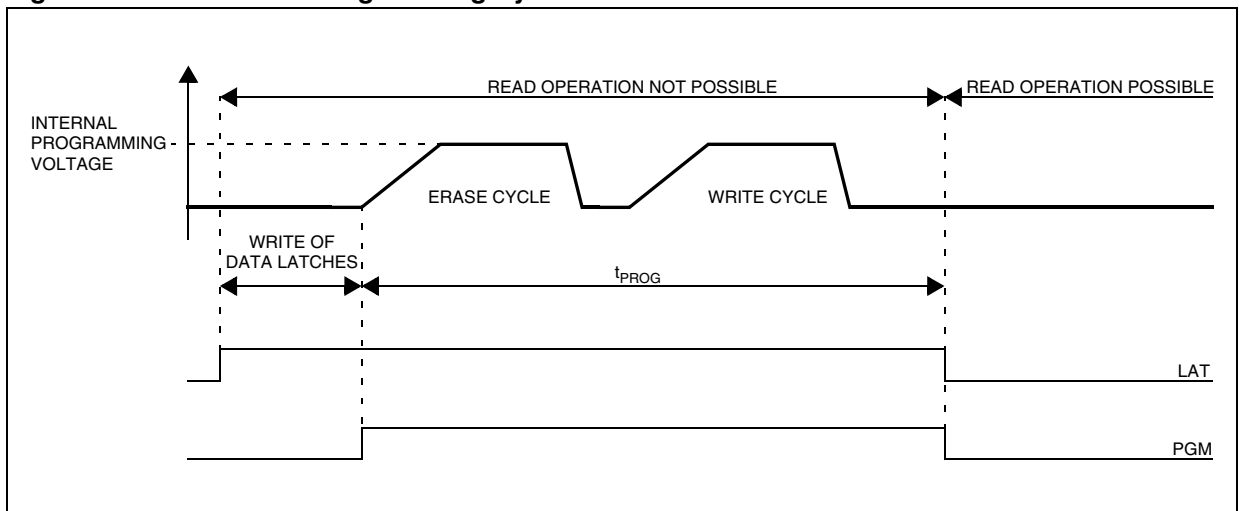 READ OPERATION NOT POSSIBLE
READ OPERATION POSSIBLE
INTERNAL
PROGRAMMING
VOLTAGE
ERASE CYCLE
WRITE CYCLE
WRITE OF
DATA LATCHES
tPROG
LAT
PGM